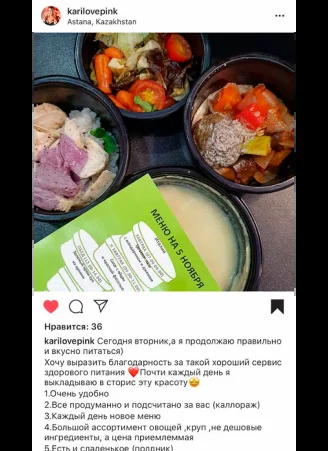 karilovepink
Astana, Kazakhstan
МЕНЮ НА 5 НОЯБРЯ
Нравится: 36
karilovepink Сегодня вторник,а я продолжаю правильно
и вкусно питаться)
Хочу выразить благодарность за такой хороший сервис
здорового питания ❤️Почти каждый день я
выкладываю в сторис эту красоту😍
1.Очень удобно
2.Все продуманно и подсчитано за вас (каллораж)
3.Каждый день новое меню
4.Большой ассортимент овощей ,круп ,не дешовые
ингредиенты, а цена приемлеммая
5.Есть и сладенькое (полдник)